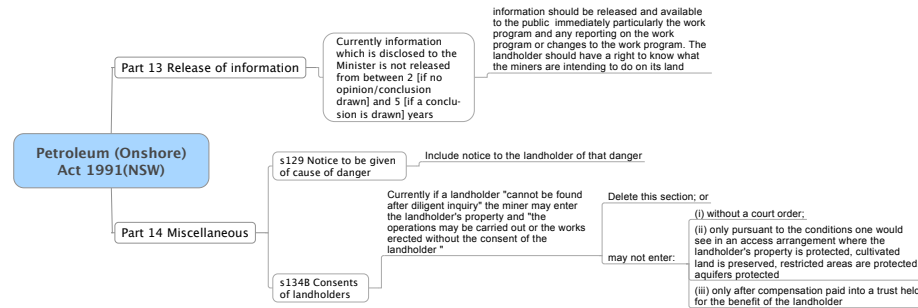 information should be released and available
to the public  immediately particularly the work
program and any reporting on the work
program or changes to the work program. The
landholder should have a right to know what
the miners are intending to do on its land
Currently information
which is disclosed to the
Minister is not released
from between 2 [if no
opinion/conclusion
drawn] and 5 [if a conclu-
sion is drawn] years
Part 13 Release of information
Petroleum (Onshore)
Act 1991(NSW)
s129 Notice to be given
of cause of danger
Include notice to the landholder of that danger
Part 14 Miscellaneous
Currently if a landholder "cannot be found
after diligent inquiry" the miner may enter
the landholder's property and "the
operations may be carried out or the works
erected without the consent of the
landholder "
s134B Consents
of landholders
Delete this section; or
may not enter:
(i) without a court order;
(ii) only pursuant to the conditions one would
see in an access arrangement where the
landholder's property is protected, cultivated
land is preserved, restricted areas are protected
aquifers protected
(iii) only after compensation paid into a trust held
for the benefit of the landholder